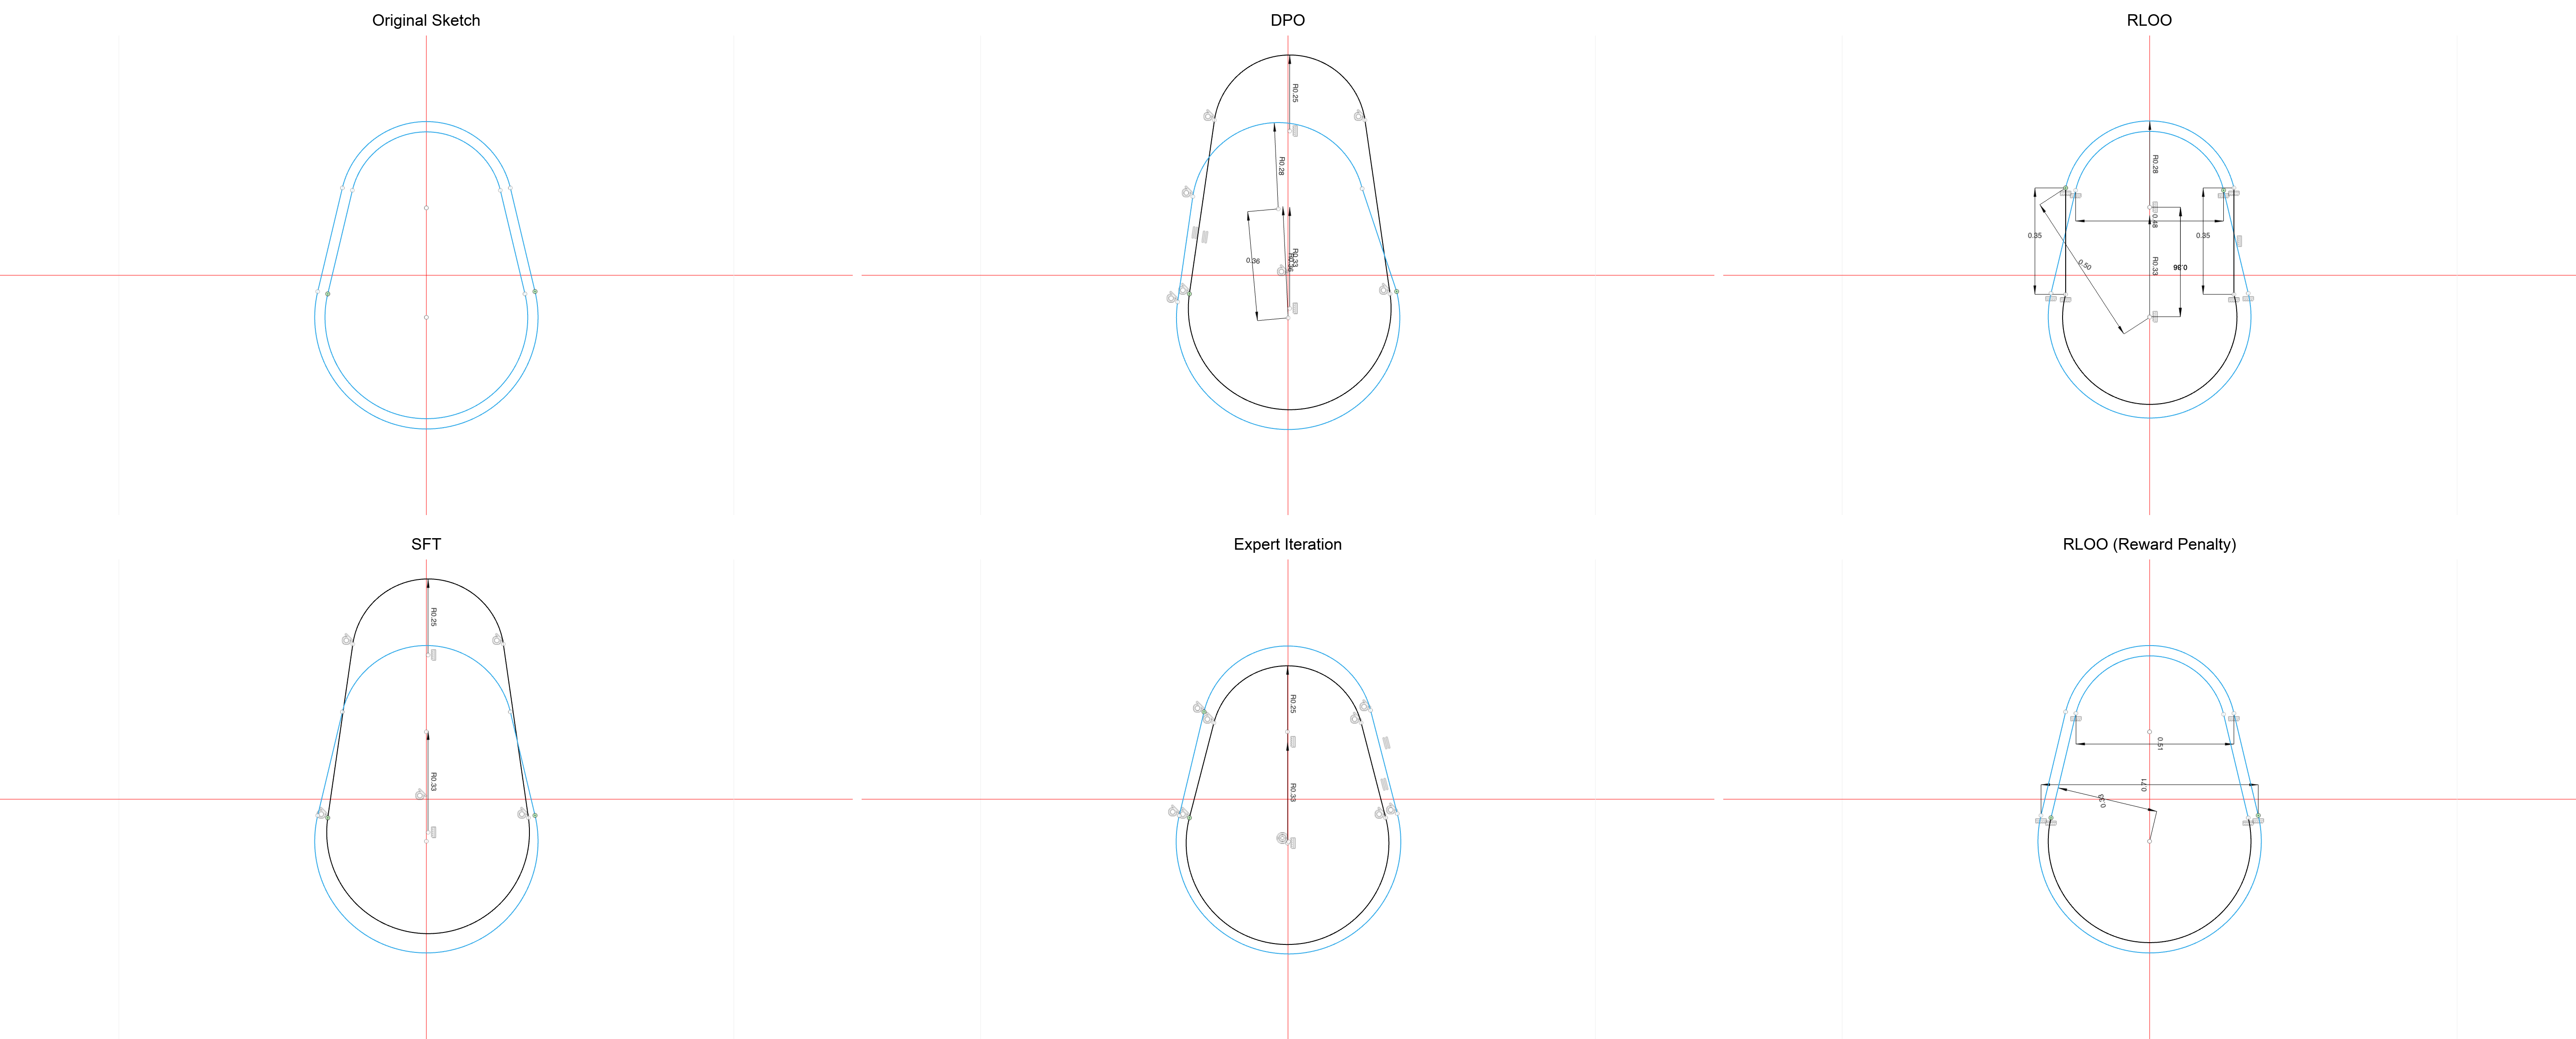 Original Sketch
DPO
R0.25
R0.28
0.36
R0.33
RLOO
R0.28
0.48
0.35
0.35
0.50
R0.33
0.36
SFT
R0.25
R0.33
Expert Iteration
R0.25
R0.33
RLOO (Reward Penalty)
0.51
0.71
0.33